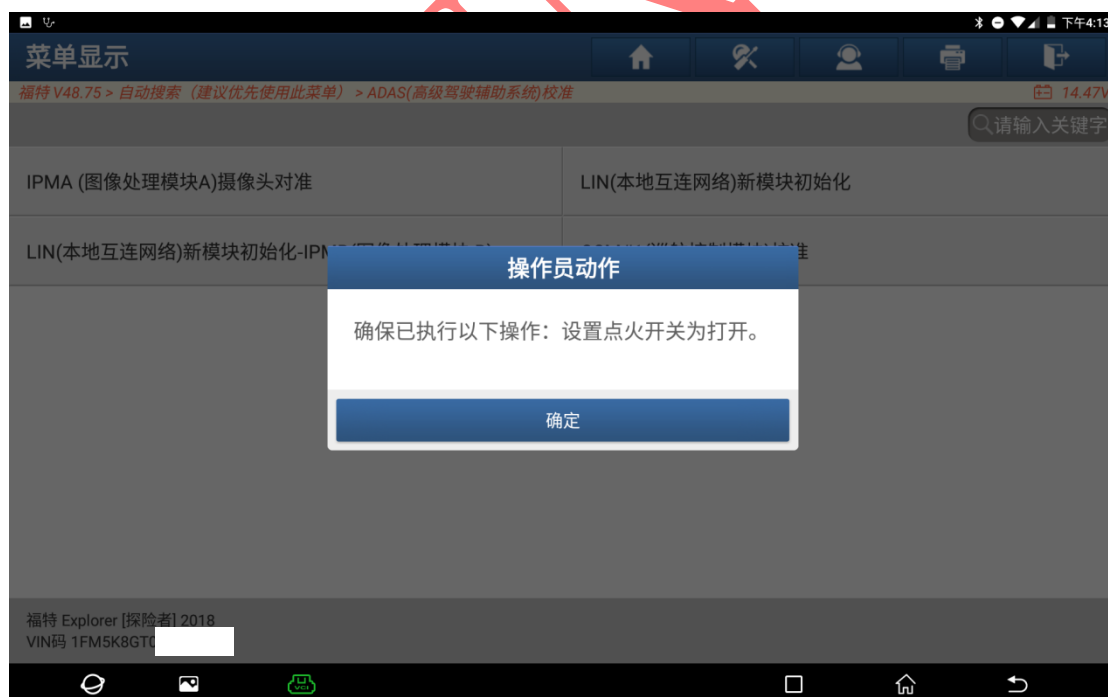 下午4:13
菜单显示
福特 V48.75 > 自动搜索（建议优先使用此菜单） > ADAS(高级驾驶辅助系统)校准
14.47V
请输入关键字
IPMA (图像处理模块A)摄像头对准
LIN(本地互连网络)新模块初始化
LIN(本地互连网络)新模块初始化-IPM
操作员动作
确保已执行以下操作：设置点火开关为打开。
确定
福特 Explorer [探险者] 2018
VIN码 1FM5K8GT
VCI